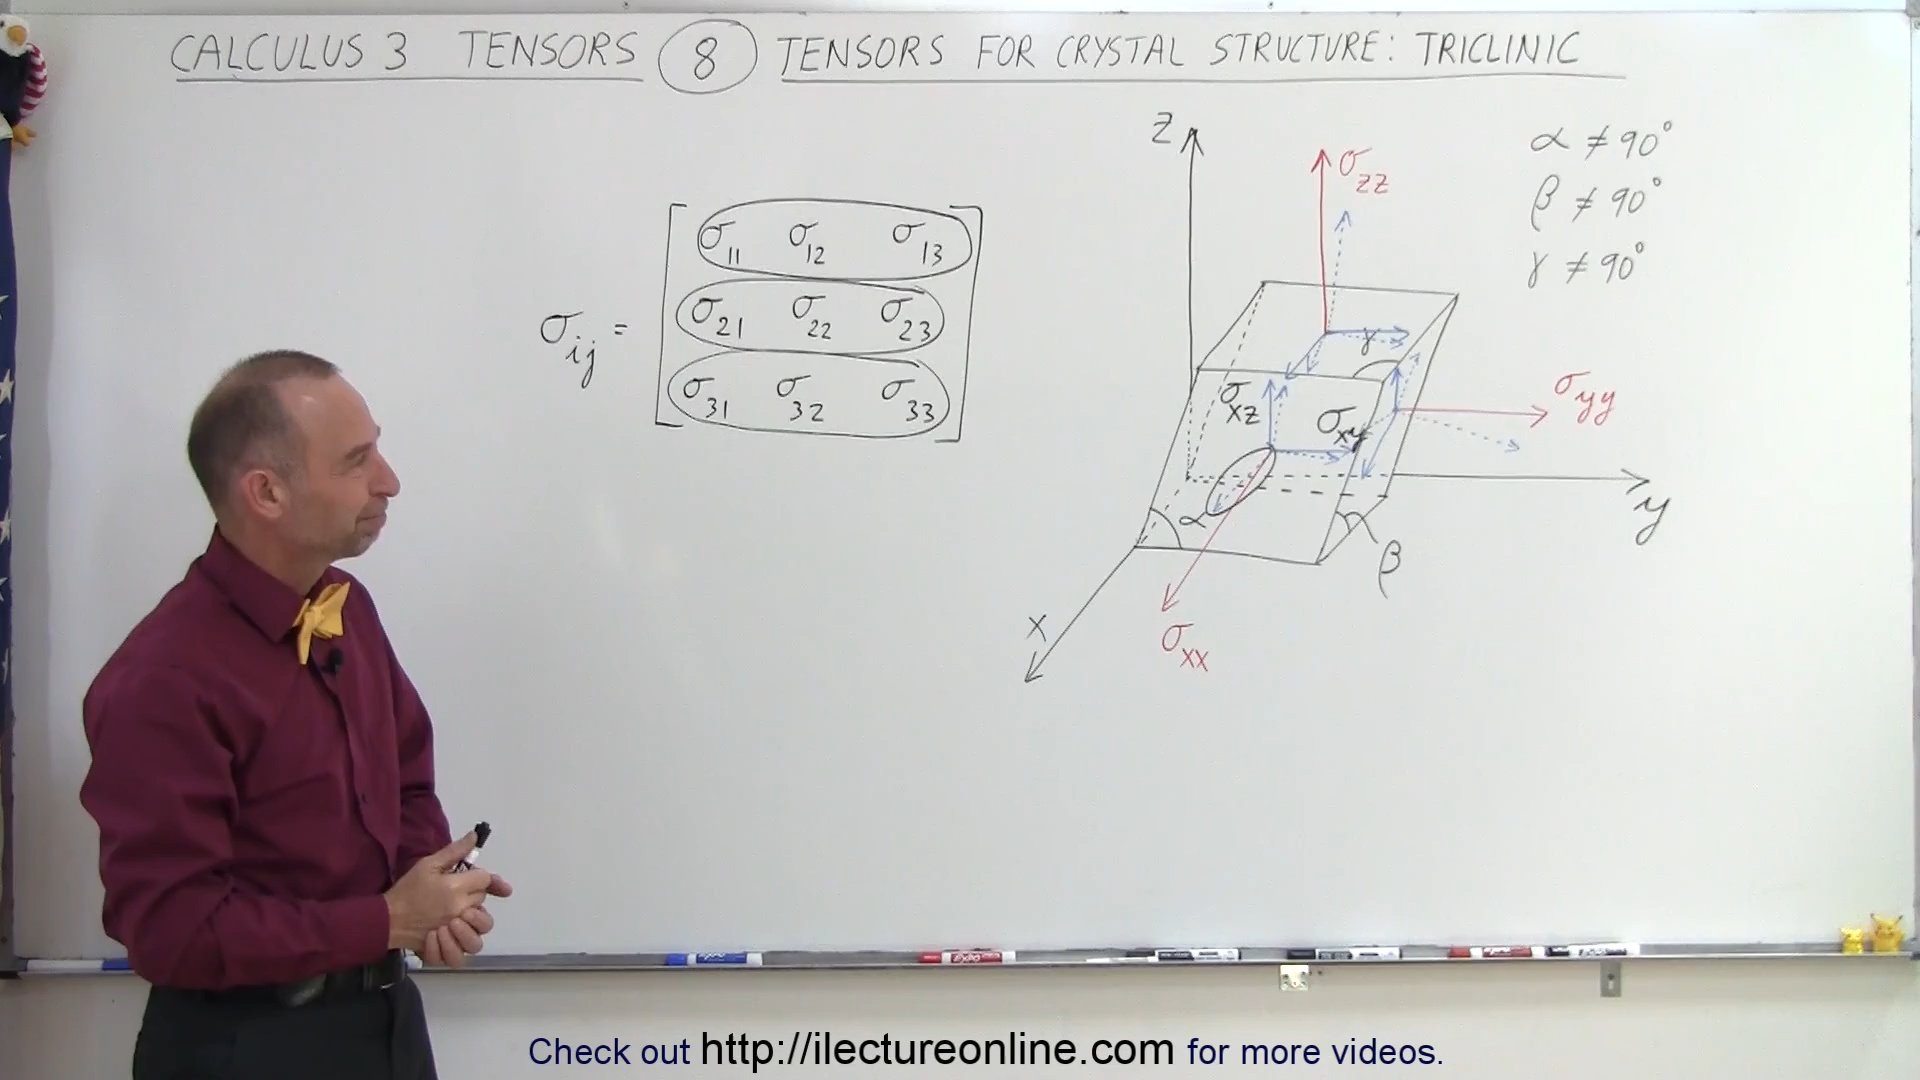 CALCULUS 3 TENSORS 8 TENSORS FOR CRYSTAL STRUCTURE: TRICLINIC
z
σzz
α ≠ 90°
β ≠ 90°
γ ≠ 90°
σij = [ σ11 σ12 σ13
σ21 σ22 σ23
σ31 σ32 σ33 ]
γ
σxz
σxy
σyy
α
y
β
x
σxx
EXPO
Check out http://ilectureonline.com for more videos.